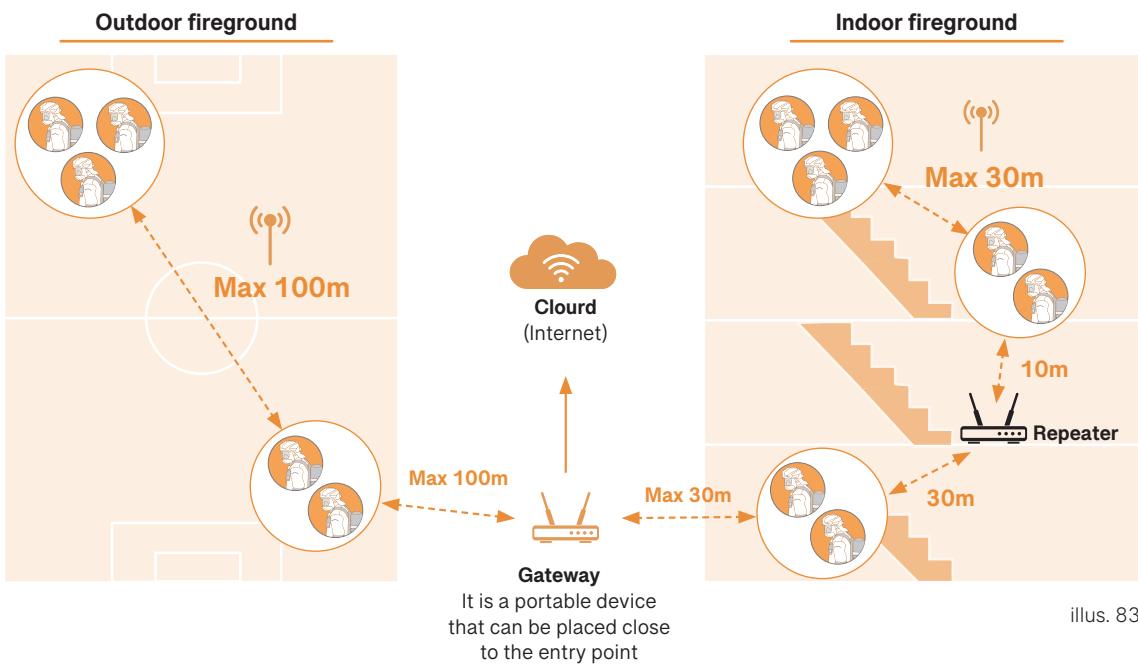 Outdoor fireground
Indoor fireground
Max 100m
Max 30m
Clourd
(Internet)
10m
Repeater
Max 100m
Max 30m
30m
Gateway
It is a portable device
that can be placed close
to the entry point
illus. 83